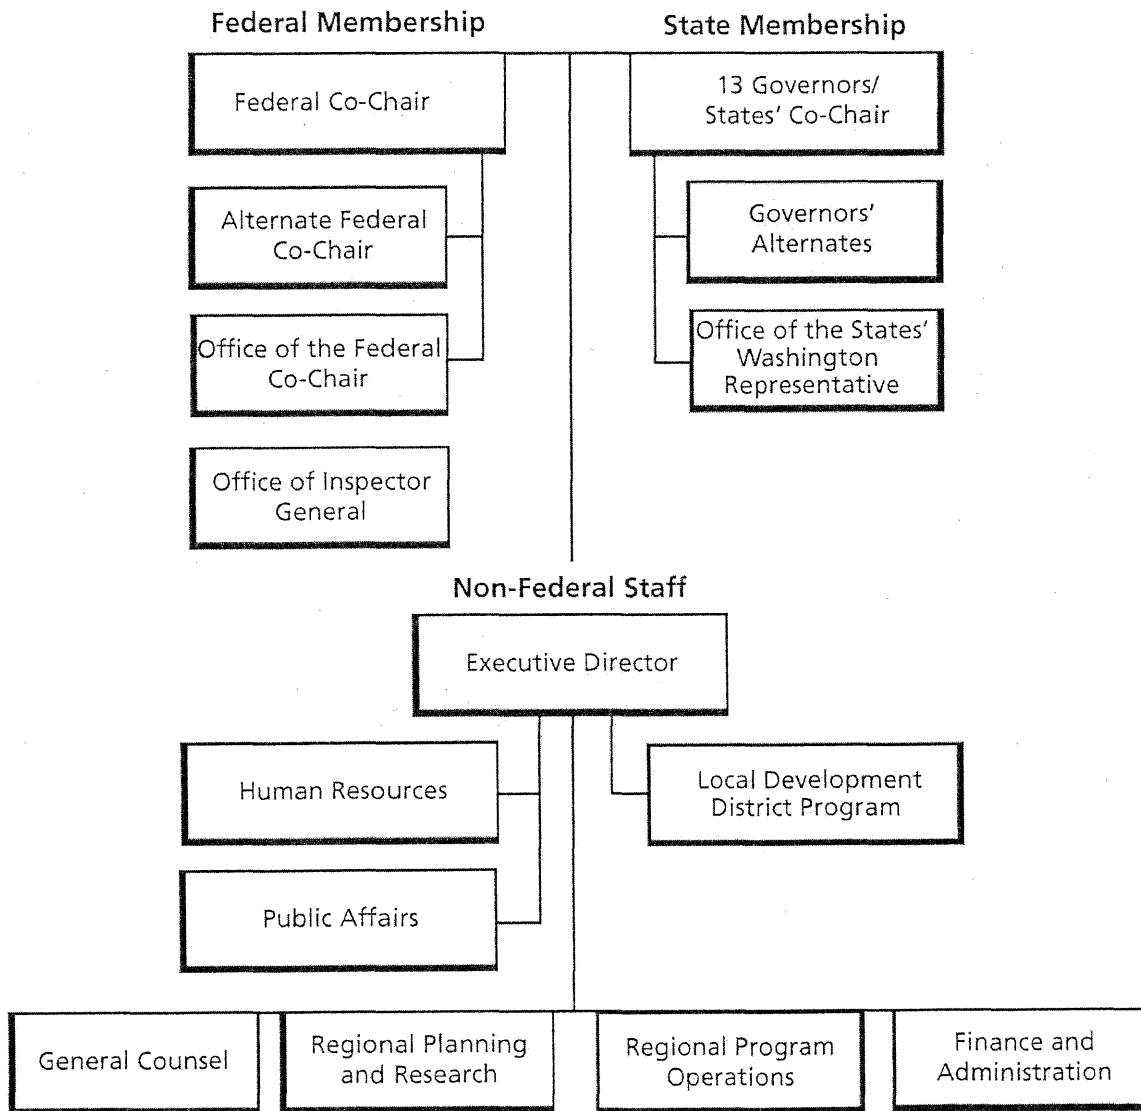 Federal Membership
State Membership
Federal Co-Chair
13 Governors/
States' Co-Chair
Alternate Federal
Co-Chair
Governors'
Alternates
Office of the Federal
Co-Chair
Office of the States'
Washington
Representative
Office of Inspector
General
Non-Federal Staff
Executive Director
Human Resources
Local Development
District Program
Public Affairs
General Counsel
Regional Planning
and Research
Regional Program
Operations
Finance and
Administration